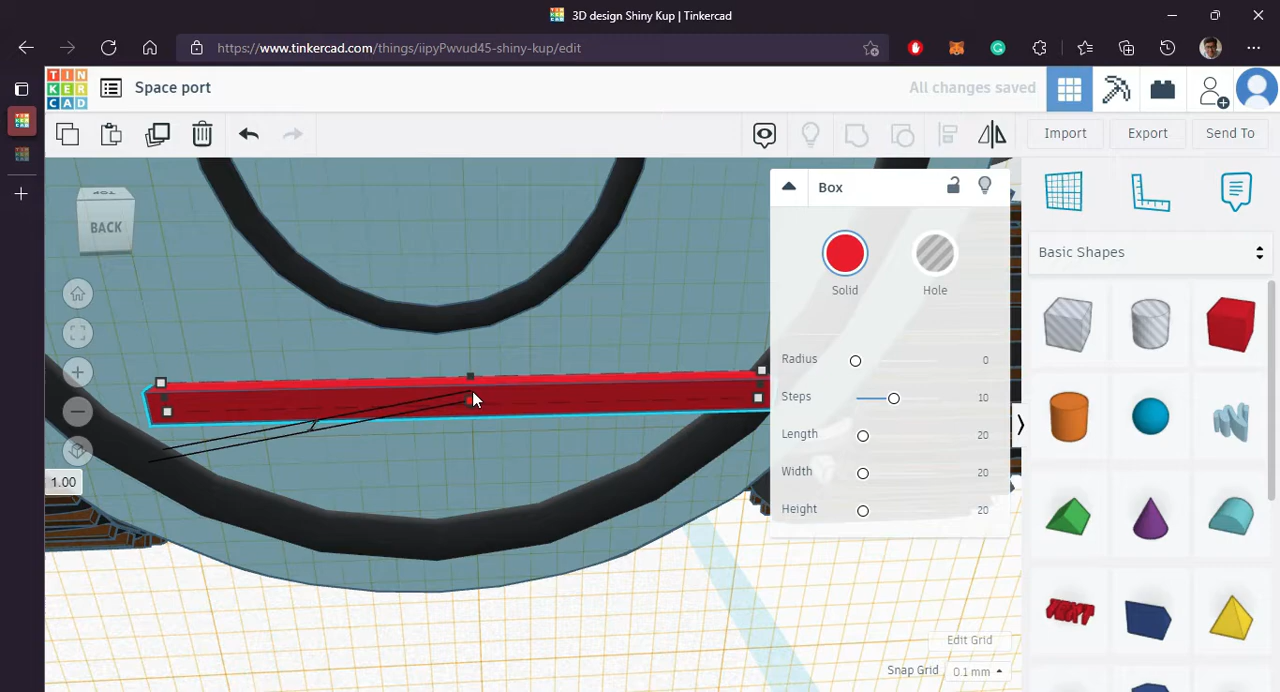 3D design Shiny Kup | Tinkercad
https://www.tinkercad.com/things/iipyPwvud45-shiny-kup/edit
TIN
KER
CAD
Space port
All changes saved
Import
Export
Send To
TOP
BACK
Box
Solid
Hole
Radius 0
Steps 10
Length 20
Width 20
Height 20
1.00
Basic Shapes
TEXT
Edit Grid
Snap Grid 0.1 mm